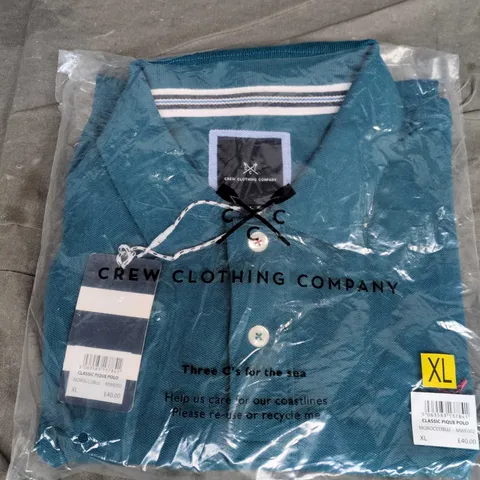 CREW CLOTHING COMPANY
C C
C
CREW CLOTHING COMPANY
Three C's for the sea
Help us care for our coastlines
Please re-use or recycle me
CLASSIC PIQUE POLO
XL
£40.00
XL
CLASSIC PIQUE POLO
XL
£40.00